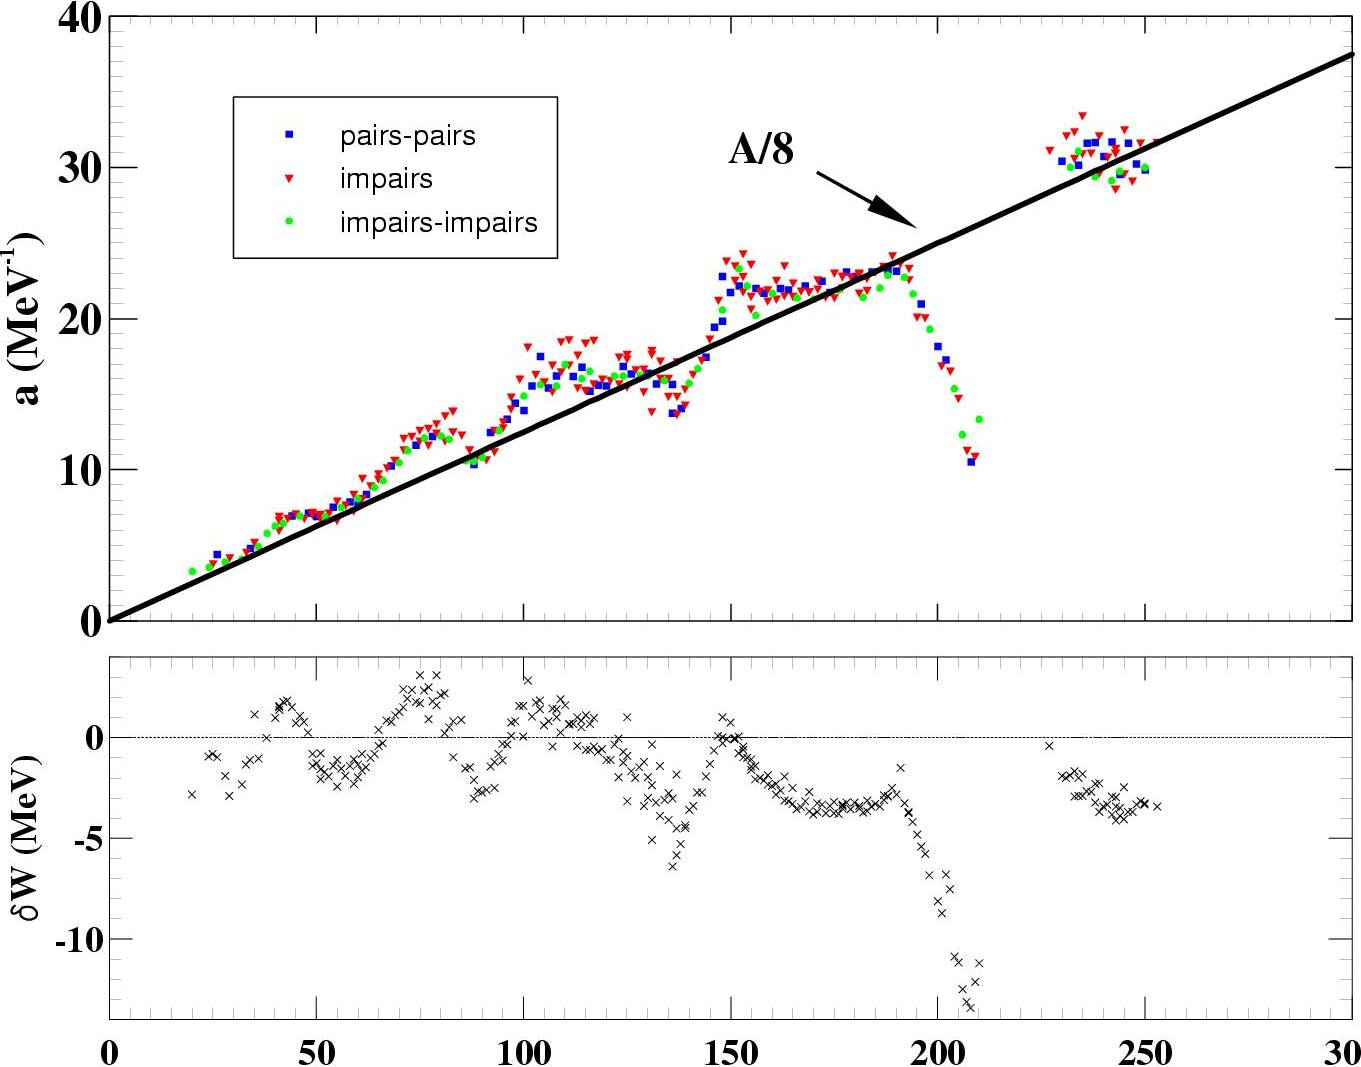 40
30
20
10
0
a (MeV-1)
pairs-pairs
impairs
impairs-impairs
A/8
0
-5
-10
δW (MeV)
0 50 100 150 200 250 30